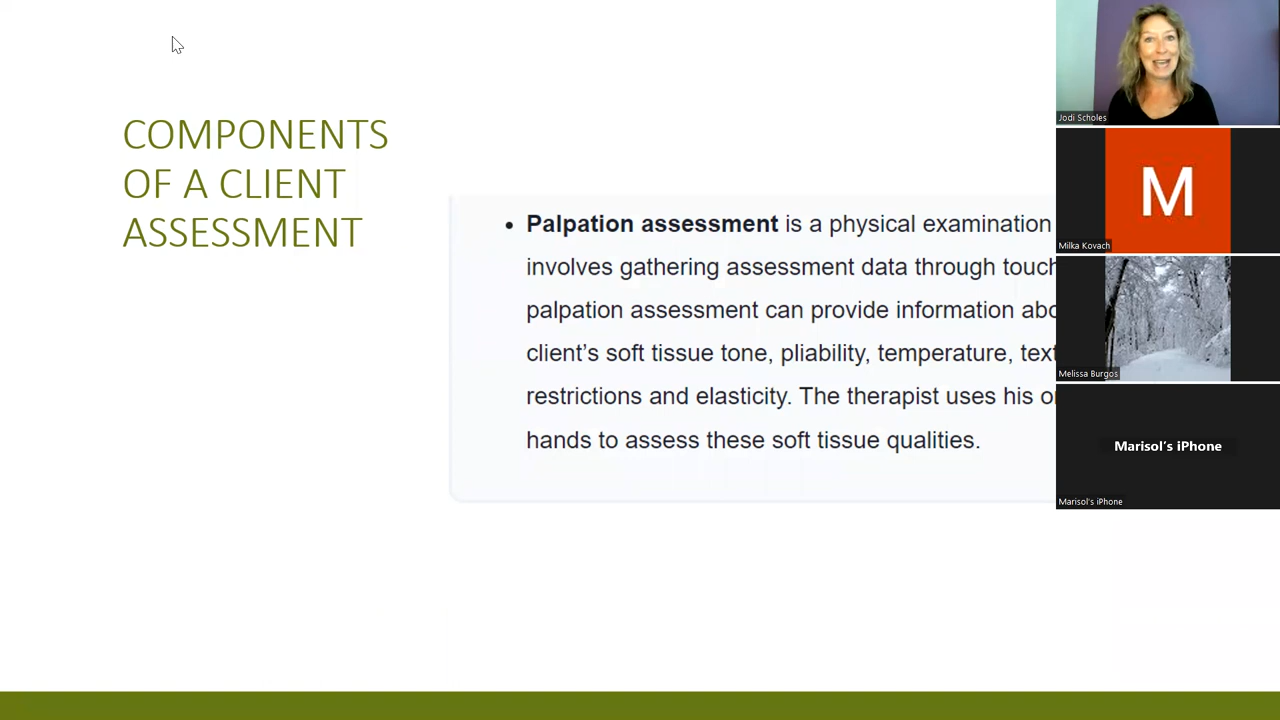 COMPONENTS
OF A CLIENT
ASSESSMENT
• Palpation assessment is a physical examination
involves gathering assessment data through touch
palpation assessment can provide information
client’s soft tissue tone, pliability, temperature,
restrictions and elasticity. The therapist uses his
hands to assess these soft tissue qualities.
Jodi Scholes
M
Milka Kovach
Melissa Burgos
Marisol’s iPhone
Marisol's iPhone